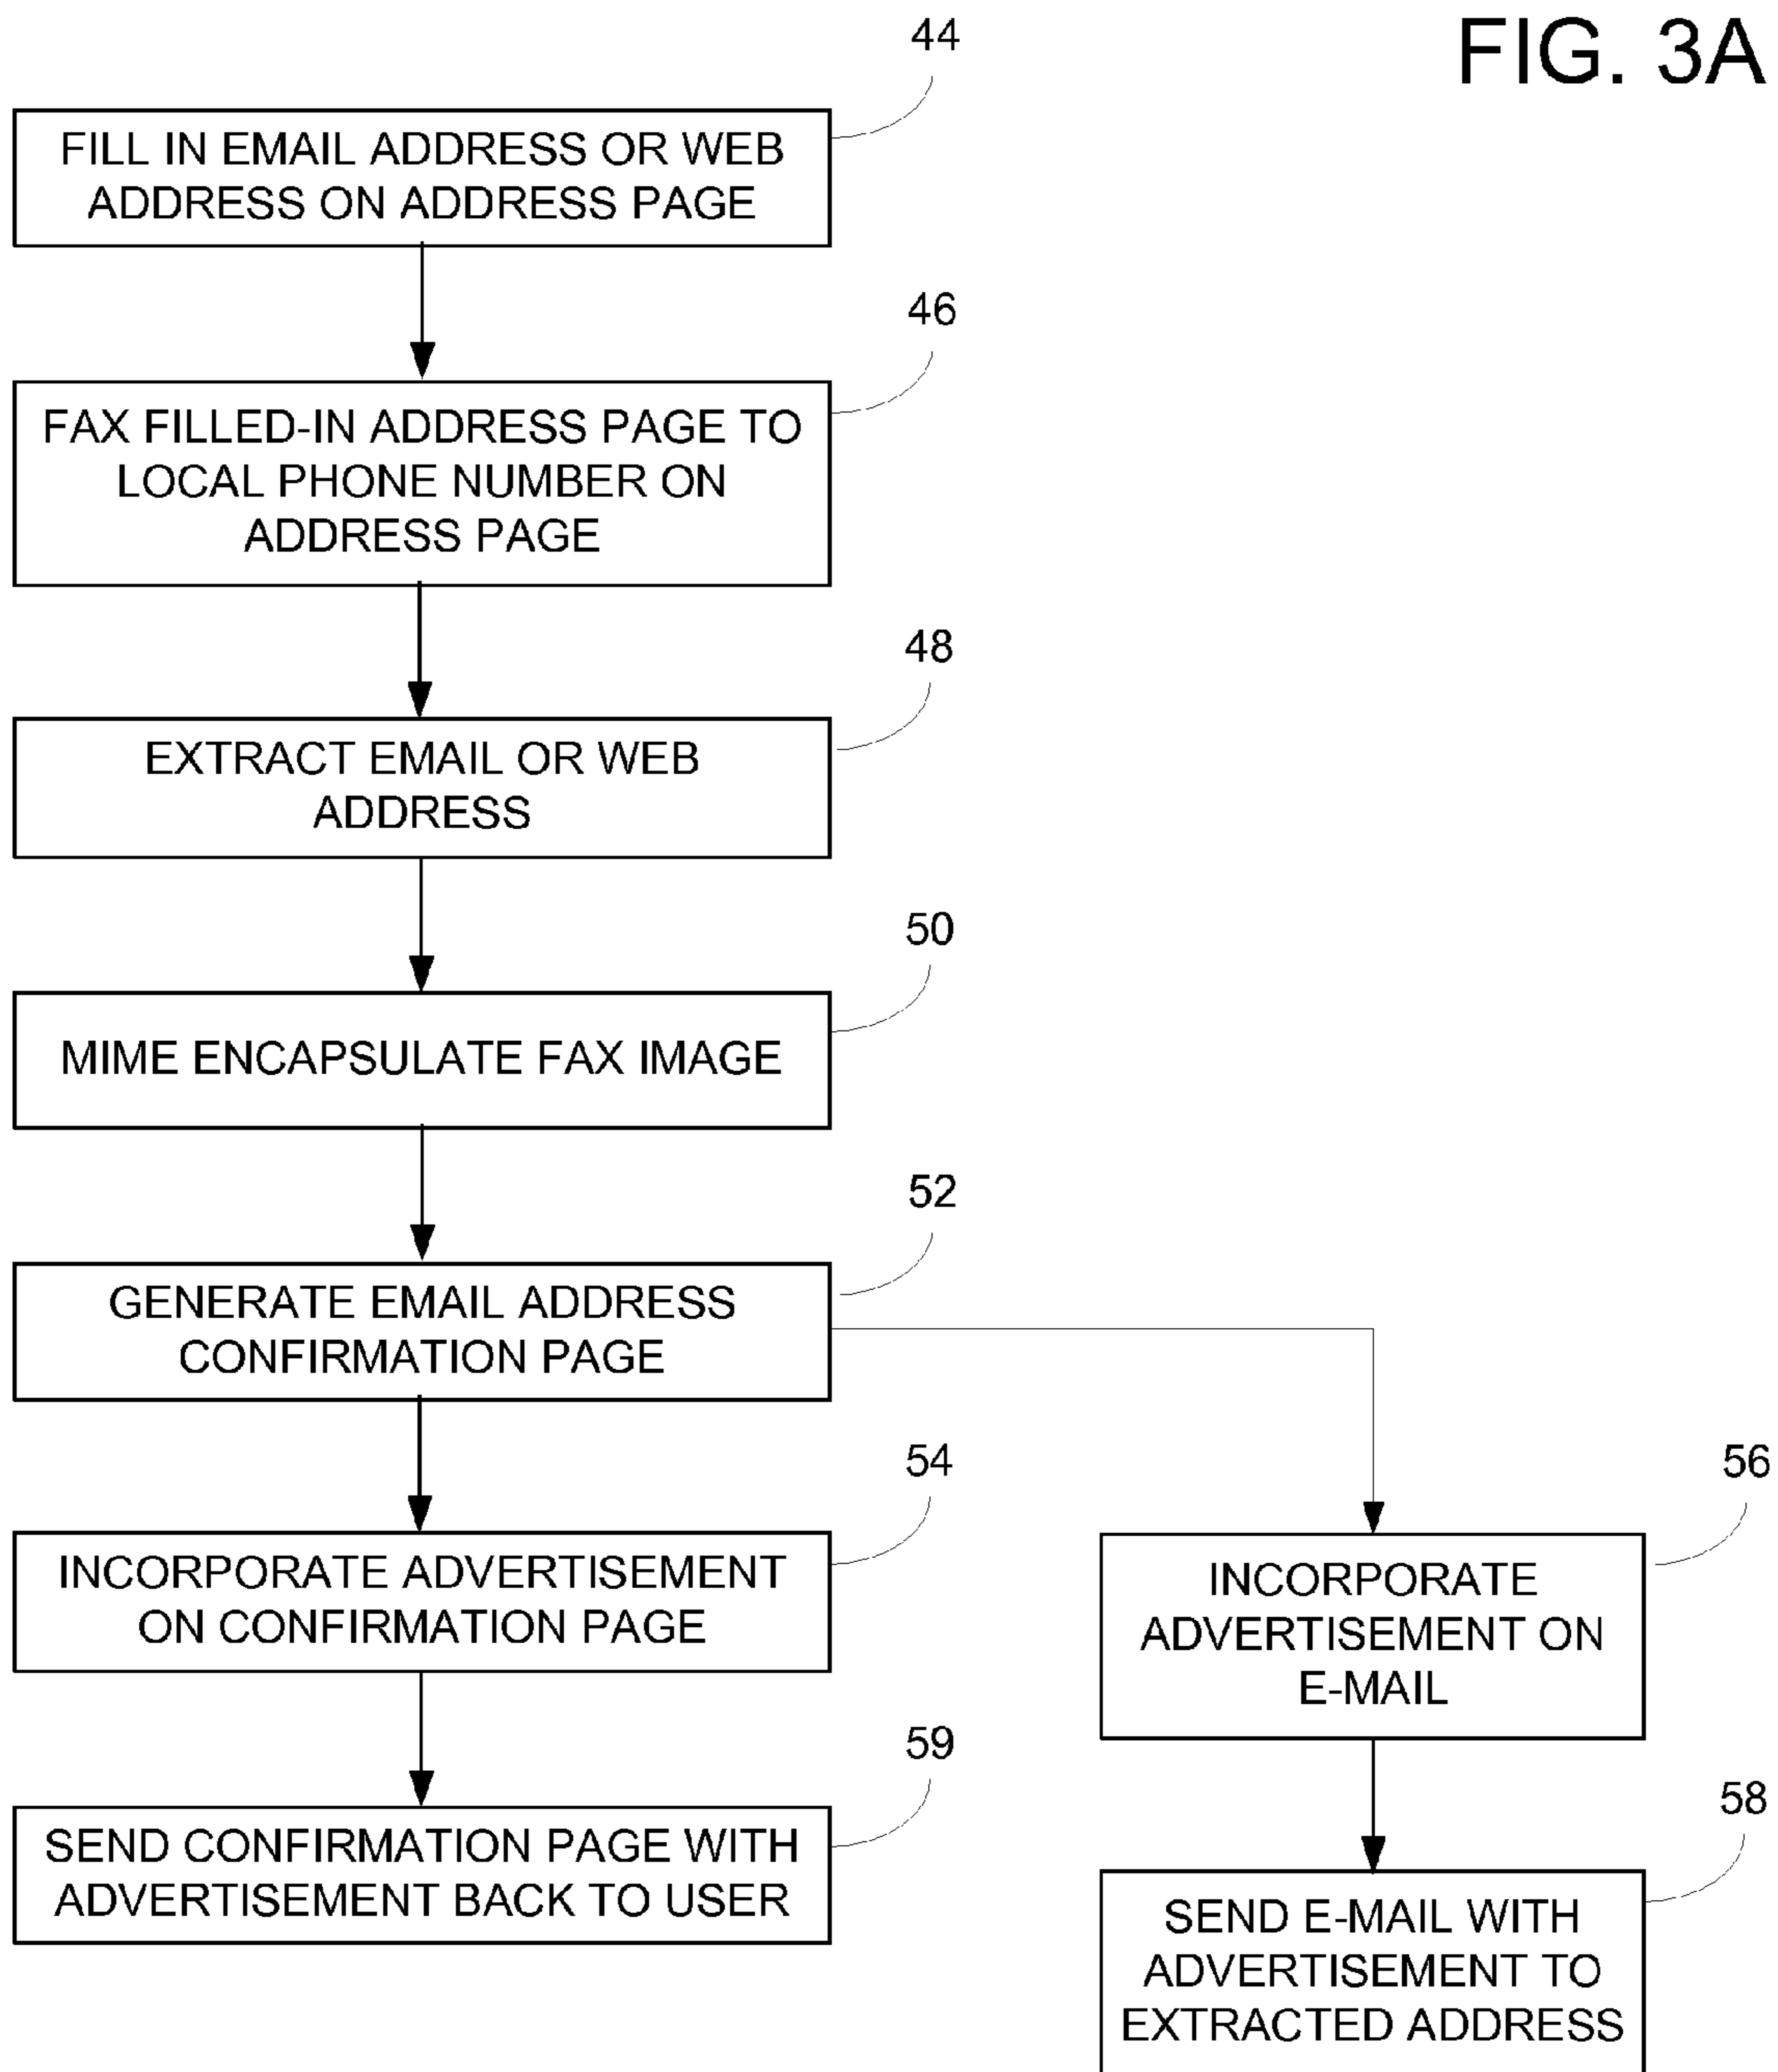 FIG. 3A
44
FILL IN EMAIL ADDRESS OR WEB
ADDRESS ON ADDRESS PAGE
46
FAX FILLED-IN ADDRESS PAGE TO
LOCAL PHONE NUMBER ON
ADDRESS PAGE
48
EXTRACT EMAIL OR WEB
ADDRESS
50
MIME ENCAPSULATE FAX IMAGE
52
GENERATE EMAIL ADDRESS
CONFIRMATION PAGE
54
INCORPORATE ADVERTISEMENT
ON CONFIRMATION PAGE
59
SEND CONFIRMATION PAGE WITH
ADVERTISEMENT BACK TO USER
56
INCORPORATE
ADVERTISEMENT ON
E-MAIL
58
SEND E-MAIL WITH
ADVERTISEMENT TO
EXTRACTED ADDRESS